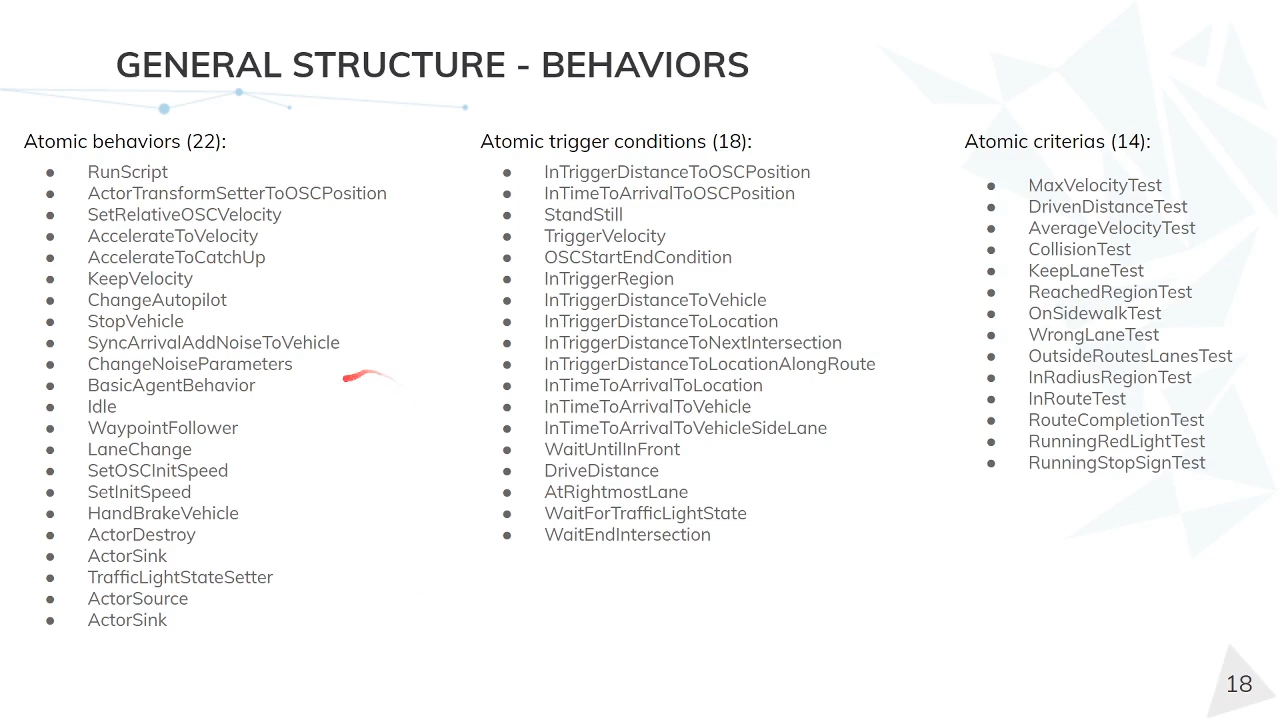 GENERAL STRUCTURE - BEHAVIORS
Atomic behaviors (22):
RunScript
ActorTransformSetterToOSCPosition
SetRelativeOSCVelocity
AccelerateToVelocity
AccelerateToCatchUp
KeepVelocity
ChangeAutopilot
StopVehicle
SyncArrivalAddNoiseToVehicle
ChangeNoiseParameters
BasicAgentBehavior
Idle
WaypointFollower
LaneChange
SetOSCInitSpeed
SetInitSpeed
HandBrakeVehicle
ActorDestroy
ActorSink
TrafficLightStateSetter
ActorSource
ActorSink
Atomic trigger conditions (18):
InTriggerDistanceToOSCPosition
InTimeToArrivalToOSCPosition
StandStill
TriggerVelocity
OSCStartEndCondition
InTriggerRegion
InTriggerDistanceToVehicle
InTriggerDistanceToLocation
InTriggerDistanceToNextIntersection
InTriggerDistanceToLocationAlongRoute
InTimeToArrivalToLocation
InTimeToArrivalToVehicle
InTimeToArrivalToVehicleSideLane
WaitUntilInFront
DriveDistance
AtRightmostLane
WaitForTrafficLightState
WaitEndIntersection
Atomic criterias (14):
MaxVelocityTest
DrivenDistanceTest
AverageVelocityTest
CollisionTest
KeepLaneTest
ReachedRegionTest
OnSidewalkTest
WrongLaneTest
OutsideRoutesLanesTest
InRadiusRegionTest
InRouteTest
RouteCompletionTest
RunningRedLightTest
RunningStopSignTest
18